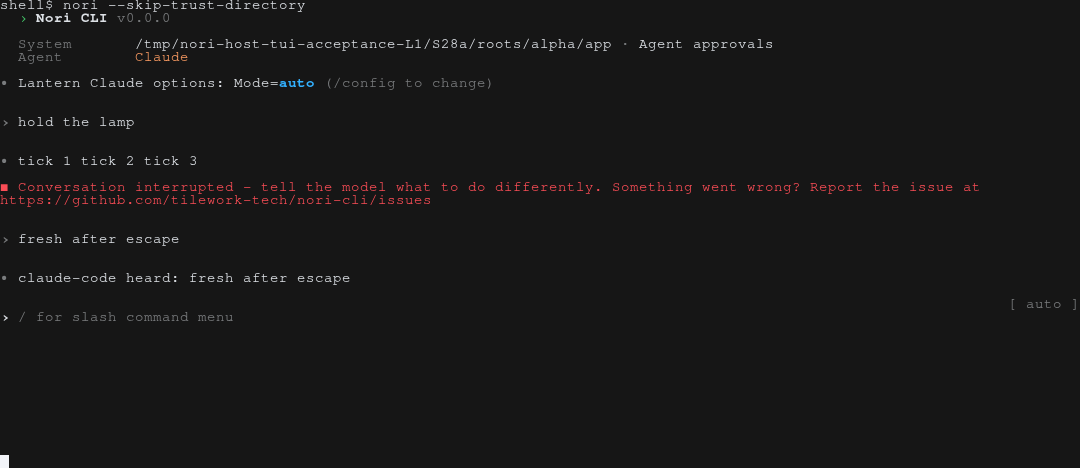 shell$ nori --skip-trust-directory
› Nori CLI v0.0.0
System /tmp/nori-host-tui-acceptance-L1/S28a/roots/alpha/app · Agent approvals
Agent Claude
• Lantern Claude options: Mode=auto (/config to change)
› hold the lamp
• tick 1 tick 2 tick 3
■ Conversation interrupted - tell the model what to do differently. Something went wrong? Report the issue at
https://github.com/tilework-tech/nori-cli/issues
› fresh after escape
• claude-code heard: fresh after escape
[ auto ]
› / for slash command menu